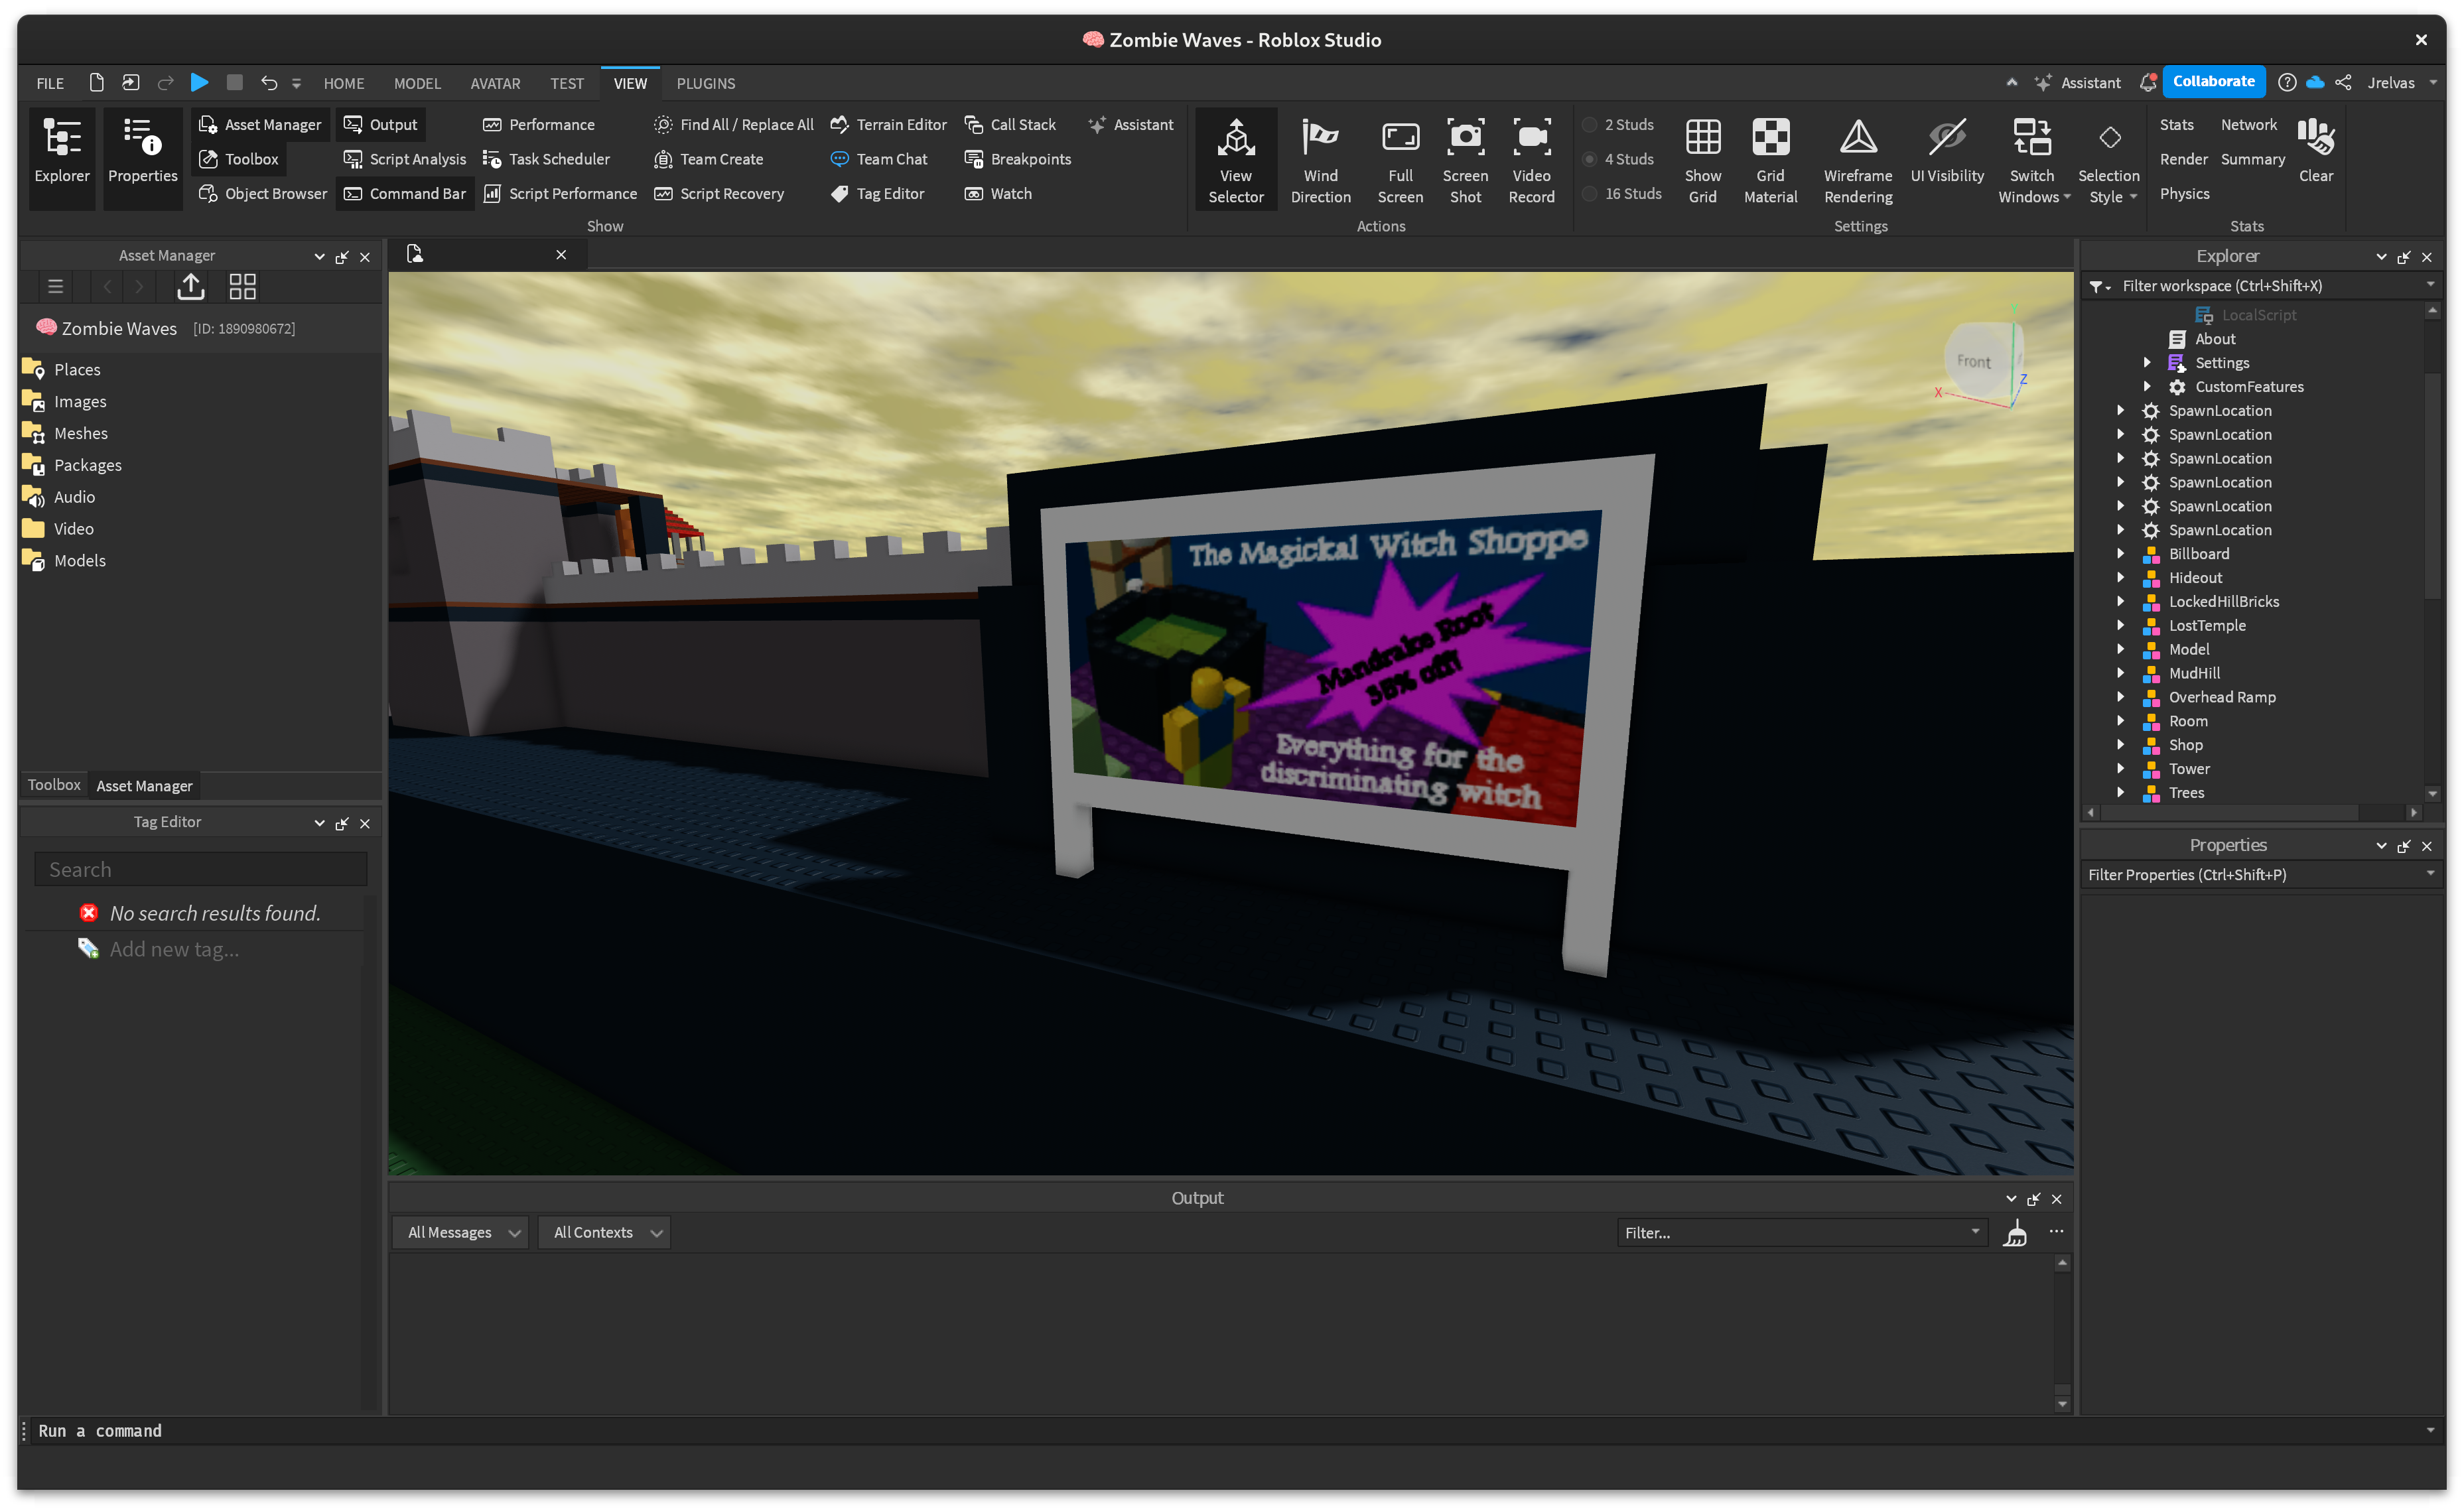 🧠 Zombie Waves - Roblox Studio
FILE HOME MODEL AVATAR TEST VIEW PLUGINS Assistant Collaborate Jrelvas
Explorer
Properties
Asset Manager
Toolbox
Object Browser
Output
Script Analysis
Command Bar
Performance
Task Scheduler
Script Performance
Find All / Replace All
Team Create
Script Recovery
Terrain Editor
Team Chat
Tag Editor
Call Stack
Breakpoints
Watch
Assistant
Show
View
Selector
Wind
Direction
Full
Screen
Screen
Shot
Video
Record
Actions
2 Studs
4 Studs
16 Studs
Show
Grid
Grid
Material
Wireframe
Rendering
UI Visibility
Switch
Windows
Selection
Style
Settings
Stats Network
Render Summary
Physics
Clear
Stats
Asset Manager
🧠 Zombie Waves [ID: 1890980672]
Places
Images
Meshes
Packages
Audio
Video
Models
Toolbox Asset Manager
Tag Editor
Search
No search results found.
Add new tag...
Y
Front
Z
X
The Magickal Witch Shoppe
Mandrake Root
35% off!
Everything for the
discriminating witch
Output
All Messages All Contexts Filter... ...
Explorer
Filter workspace (Ctrl+Shift+X)
LocalScript
About
Settings
CustomFeatures
SpawnLocation
SpawnLocation
SpawnLocation
SpawnLocation
SpawnLocation
SpawnLocation
Billboard
Hideout
LockedHillBricks
LostTemple
Model
MudHill
Overhead Ramp
Room
Shop
Tower
Trees
Properties
Filter Properties (Ctrl+Shift+P)
Run a command